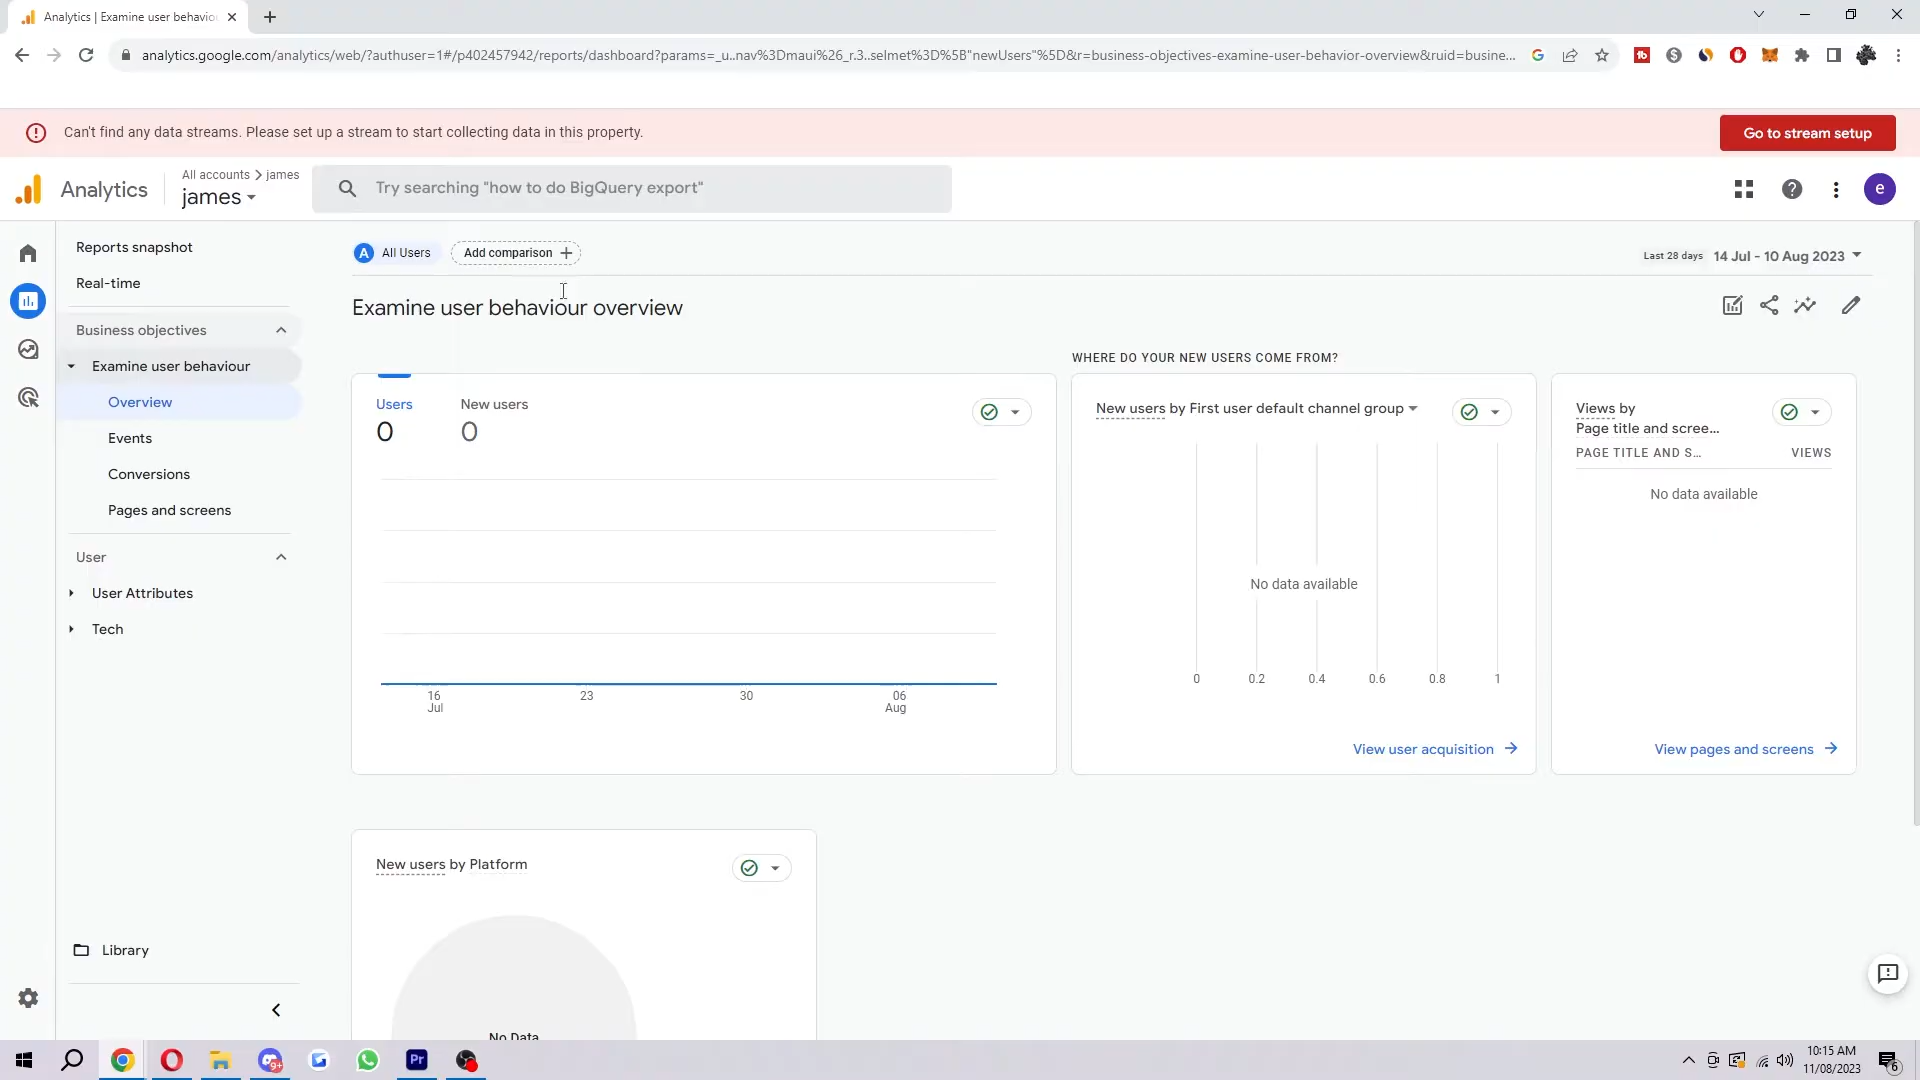 Analytics | Examine user behavio
analytics.google.com/analytics/web/?authuser=1#/p402457942/reports/dashboard?params=_u..nav%3Dmaui%26_r.3..selmet%3D%5B"newUsers"%5D&r=business-objectives-examine-user-behavior-overview&ruid=busine...
Can't find any data streams. Please set up a stream to start collecting data in this property.
Go to stream setup
Analytics
All accounts > james
james
Try searching "how to do BigQuery export"
e
Reports snapshot
Real-time
Business objectives
Examine user behaviour
Overview
Events
Conversions
Pages and screens
User
User Attributes
Tech
Library
A All Users
Add comparison +
Last 28 days 14 Jul - 10 Aug 2023
Examine user behaviour overview
Users
0
New users
0
16
Jul
23
30
06
Aug
WHERE DO YOUR NEW USERS COME FROM?
New users by First user default channel group
No data available
0 0.2 0.4 0.6 0.8 1
View user acquisition
Views by
Page title and scree...
PAGE TITLE AND S... VIEWS
No data available
View pages and screens
New users by Platform
No Data
9+
Pr
10:15 AM
11/08/2023
6